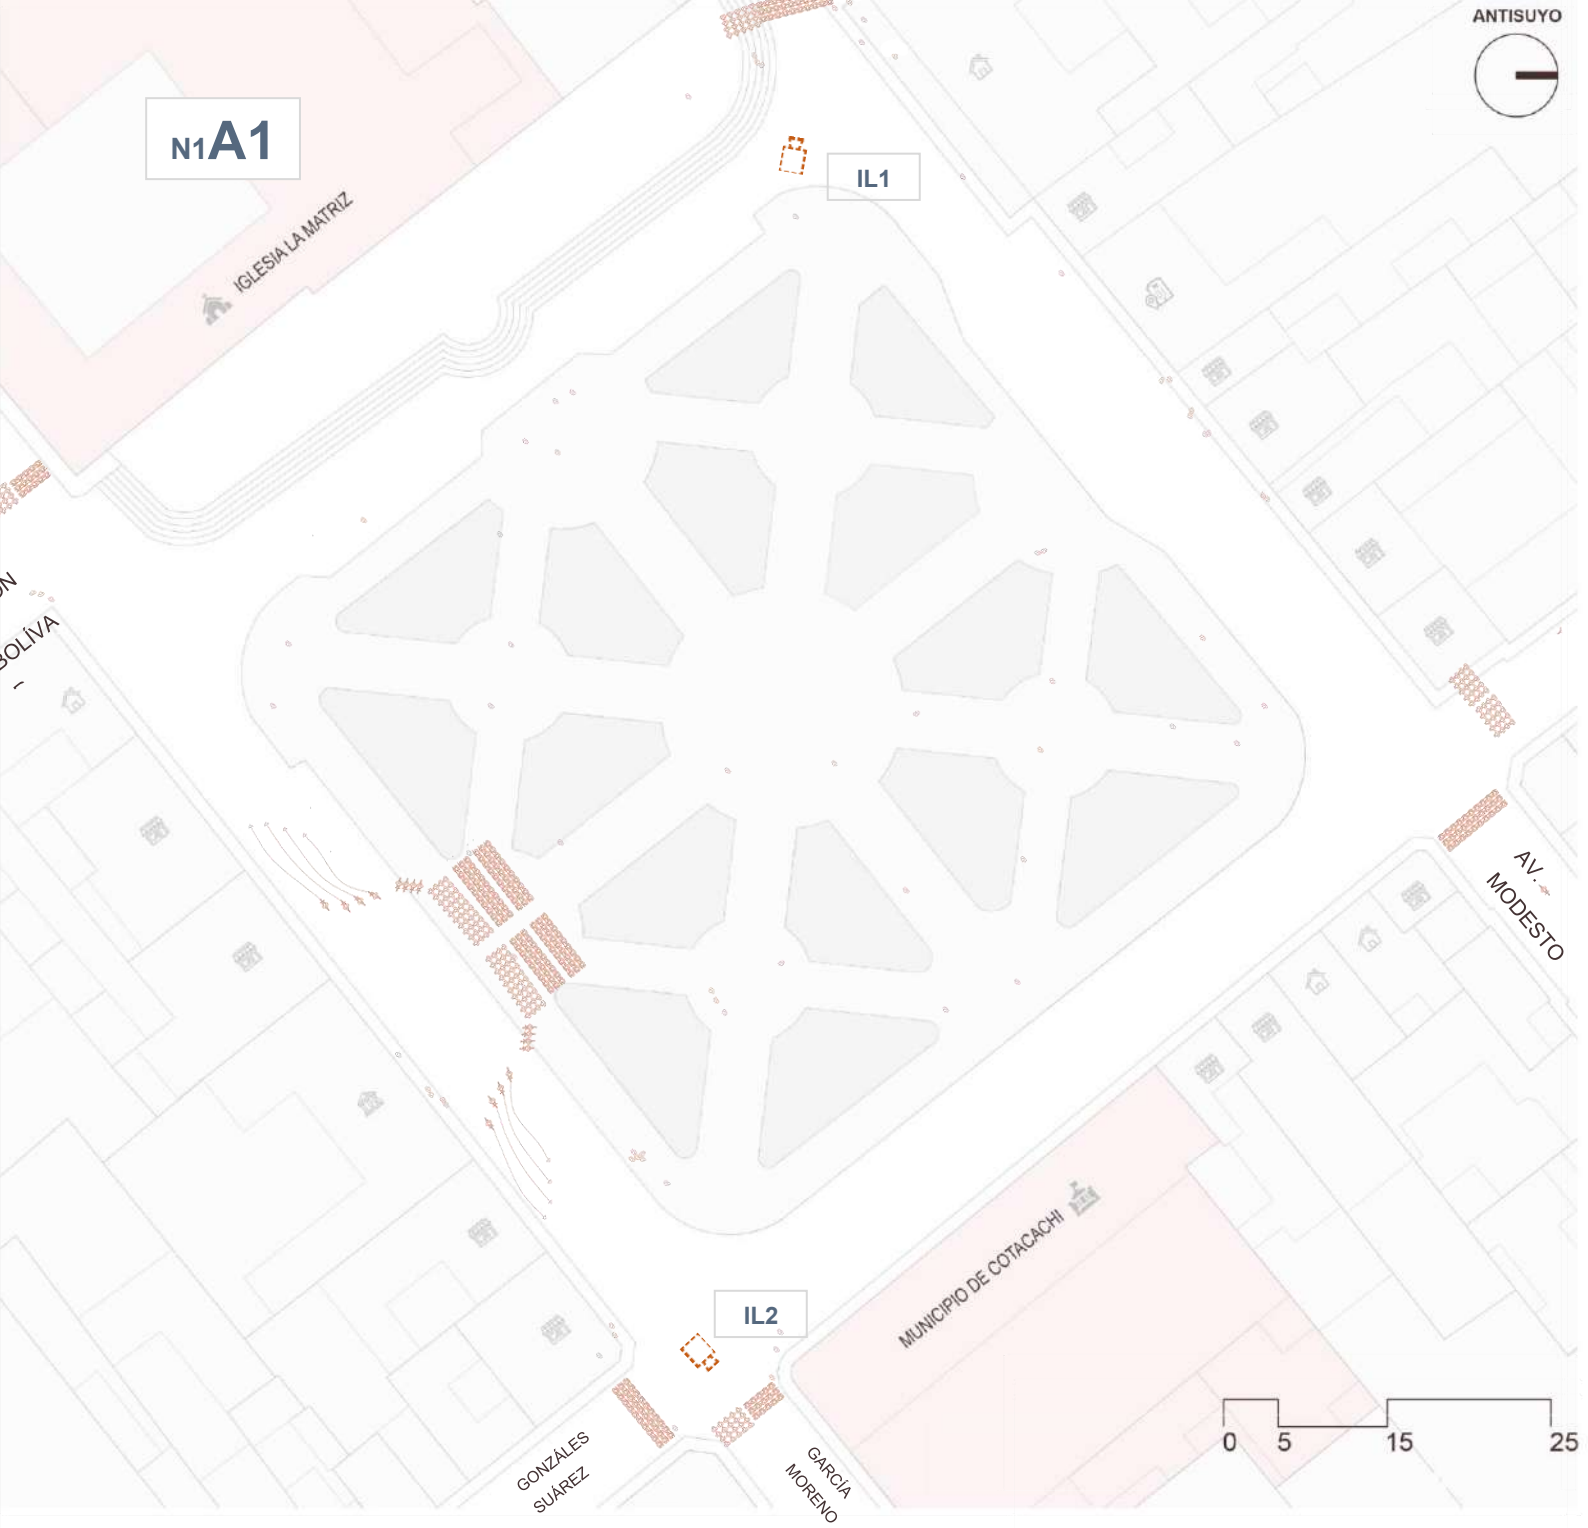 ANTISUYO
N1A1
IL1
IGLESIA LA MATRIZ
ÓN
BOLÍVA
r
AV.
MODESTO
MUNICIPIO DE COTACACHI
IL2
GONZÁLES
SUÁREZ
GARCÍA
MORENO
0 5 15 25